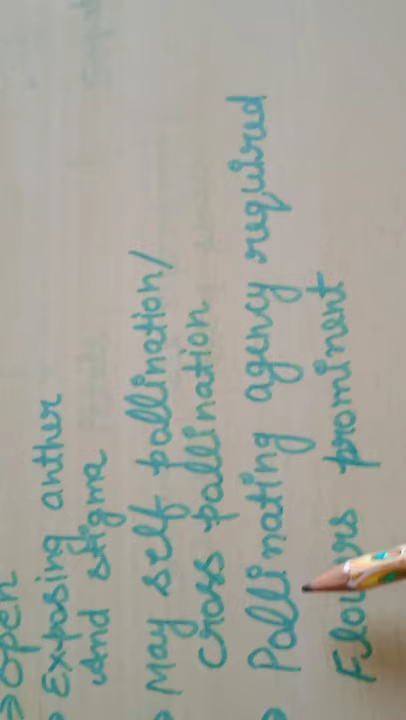 ⇒ open
• Exposing anther
and stigma
• May self pollination/
cross pollination
• Pollinating agency required
Flowers prominent